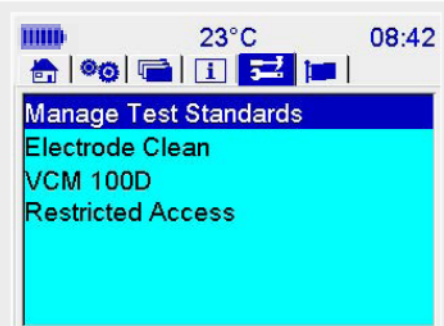 23°C 08:42
Manage Test Standards
Electrode Clean
VCM 100D
Restricted Access